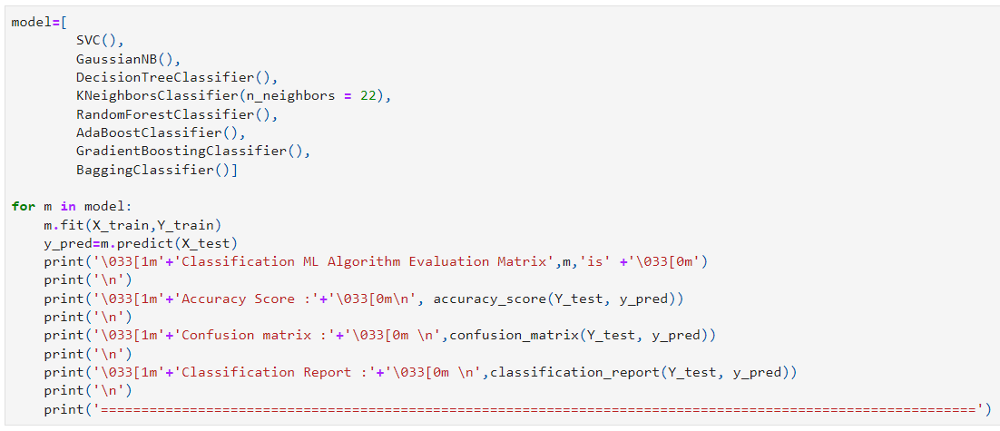 model=[
        SVC(),
        GaussianNB(),
        DecisionTreeClassifier(),
        KNeighborsClassifier(n_neighbors = 22),
        RandomForestClassifier(),
        AdaBoostClassifier(),
        GradientBoostingClassifier(),
        BaggingClassifier()]
for m in model:
    m.fit(X_train,Y_train)
    y_pred=m.predict(X_test)
    print('\033[1m'+'Classification ML Algorithm Evaluation Matrix',m,'is' +'\033[0m')
    print('\n')
    print('\033[1m'+'Accuracy Score :'+'\033[0m\n', accuracy_score(Y_test, y_pred))
    print('\n')
    print('\033[1m'+'Confusion matrix :'+'\033[0m \n',confusion_matrix(Y_test, y_pred))
    print('\n')
    print('\033[1m'+'Classification Report :'+'\033[0m \n',classification_report(Y_test, y_pred))
    print('\n')
    print('============================================================================================================')